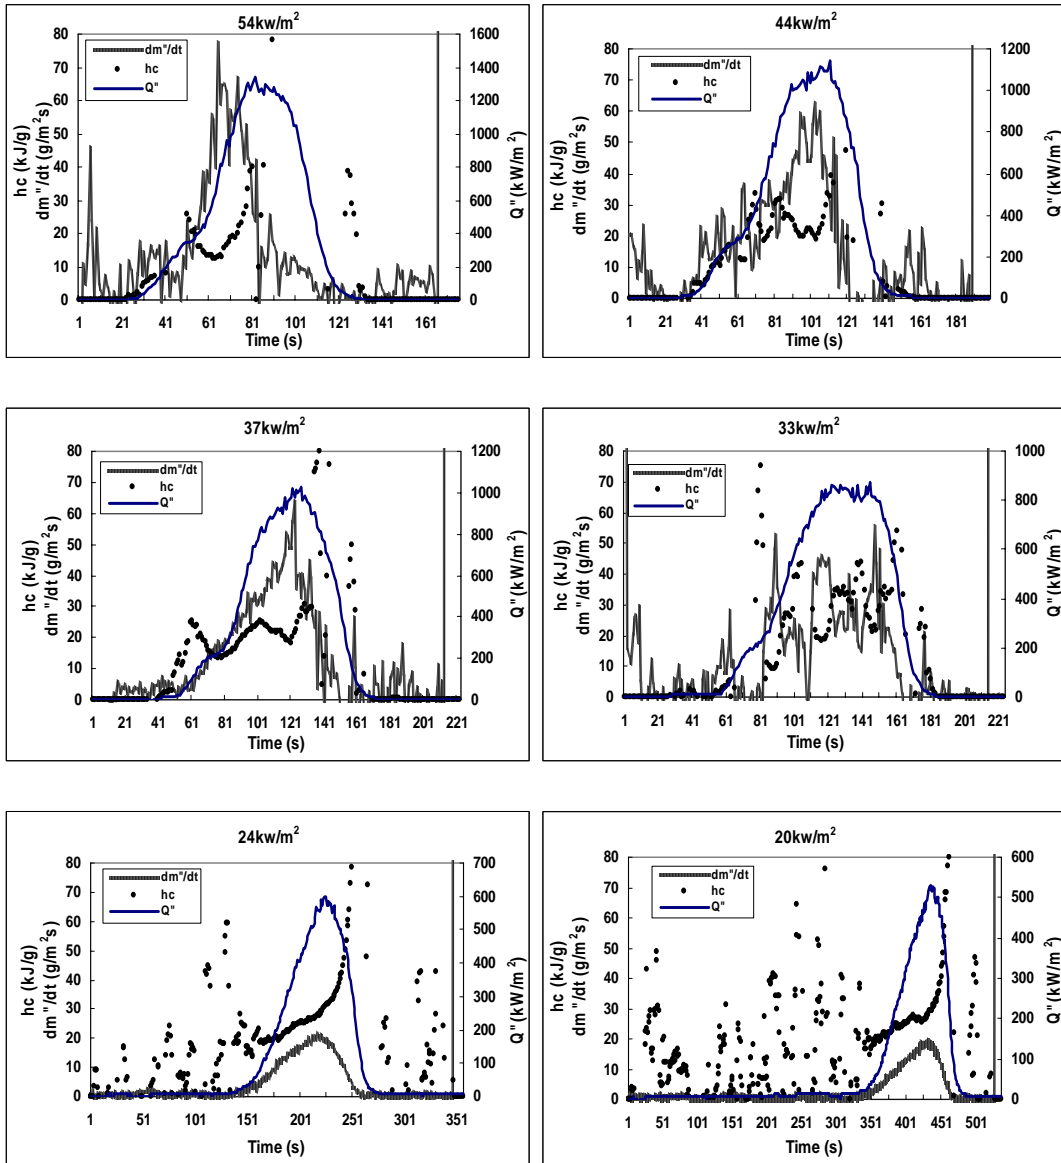 54kw/m²
80
70
60
50
40
30
20
10
0
1600
1400
1200
1000
800
600
400
200
0
dm"/dt
hc
Q"
hc (kJ/g)
dm"/dt (g/m²s)
Q" (kW/m²)
1 21 41 61 81 101 121 141 161
Time (s)
44kw/m²
80
70
60
50
40
30
20
10
0
1200
1000
800
600
400
200
0
dm"/dt
hc
Q"
hc (kJ/g)
dm"/dt (g/m²s)
Q" (kW/m²)
1 21 41 61 81 101 121 141 161 181
Time (s)
37kw/m²
80
70
60
50
40
30
20
10
0
1200
1000
800
600
400
200
0
dm"/dt
hc
Q"
hc (kJ/g)
dm"/dt (g/m²s)
Q" (kW/m²)
1 21 41 61 81 101 121 141 161 181 201 221
Time (s)
33kw/m²
80
70
60
50
40
30
20
10
0
1000
800
600
400
200
0
dm"/dt
hc
Q"
hc (kJ/g)
dm"/dt (g/m²s)
Q" (kW/m²)
1 21 41 61 81 101 121 141 161 181 201 221
Time (s)
24kw/m²
80
70
60
50
40
30
20
10
0
700
600
500
400
300
200
100
0
dm"/dt
hc
Q"
hc (kJ/g)
dm"/dt (g/m²s)
Q" (kW/m²)
1 51 101 151 201 251 301 351
Time (s)
20kw/m²
80
70
60
50
40
30
20
10
0
600
500
400
300
200
100
0
dm"/dt
hc
Q"
hc (kJ/g)
dm"/dt (g/m²s)
Q" (kW/m²)
1 51 101 151 201 251 301 351 401 451 501
Time (s)